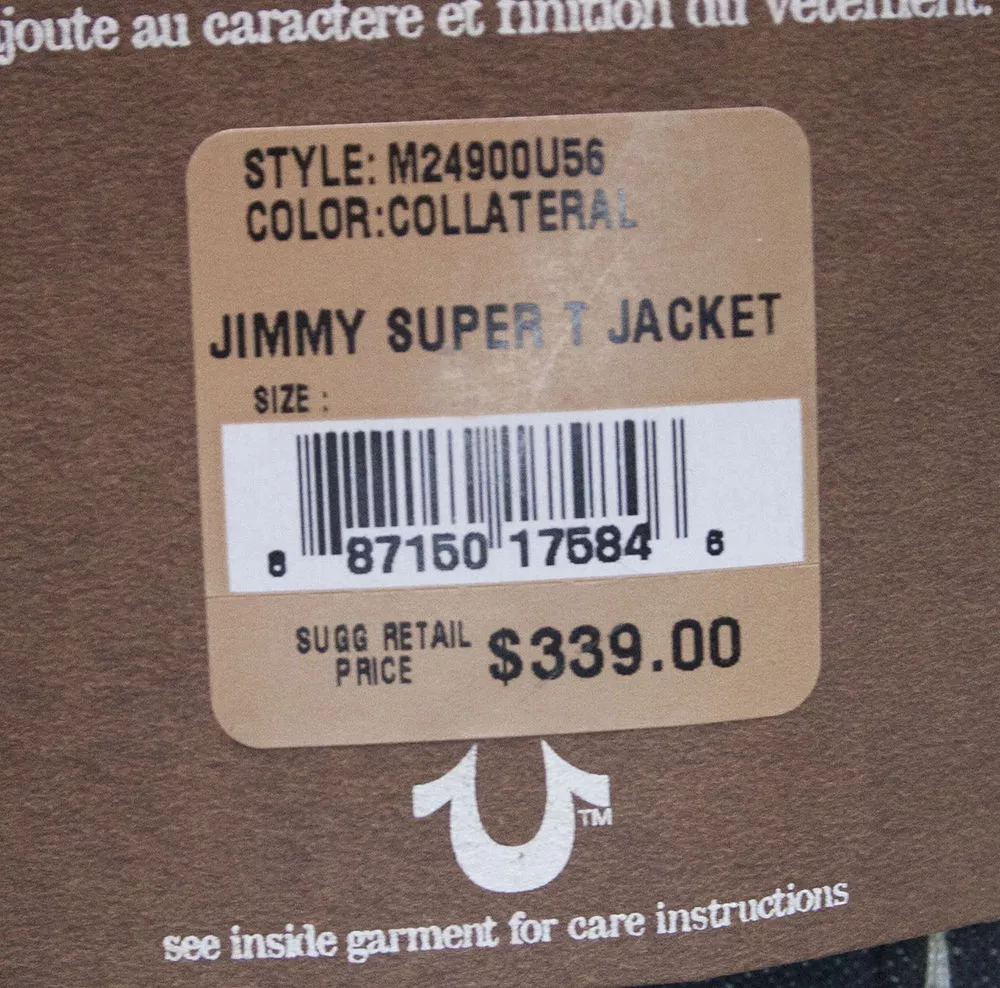 ajoute au caractere et finition du vetement.
STYLE: M24900U56
COLOR:COLLATERAL
JIMMY SUPER T JACKET
SIZE :
8 87150 17584 6
SUGG RETAIL
PRICE $339.00
TM
see inside garment for care instructions